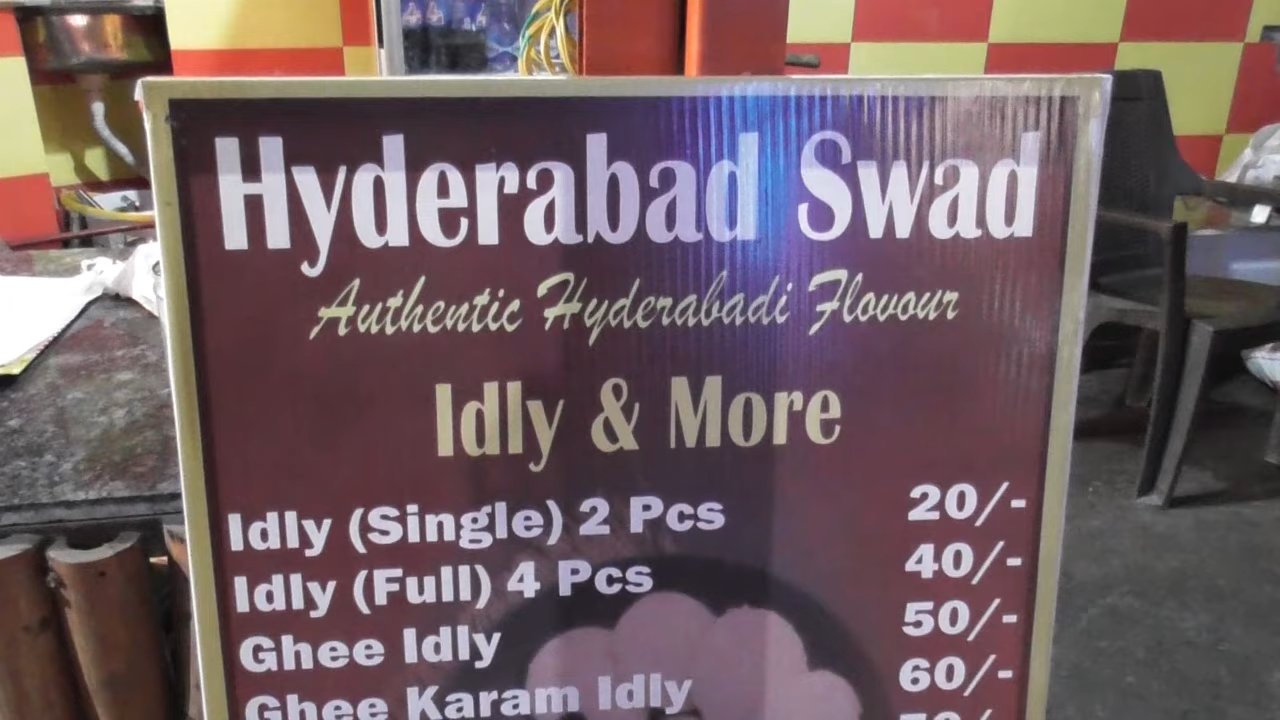 Hyderabad Swad
Authentic Hyderabadi Flovour
Idly & More
Idly (Single) 2 Pcs 20/-
Idly (Full) 4 Pcs 40/-
Ghee Idly 50/-
Ghee Karam Idly 60/-